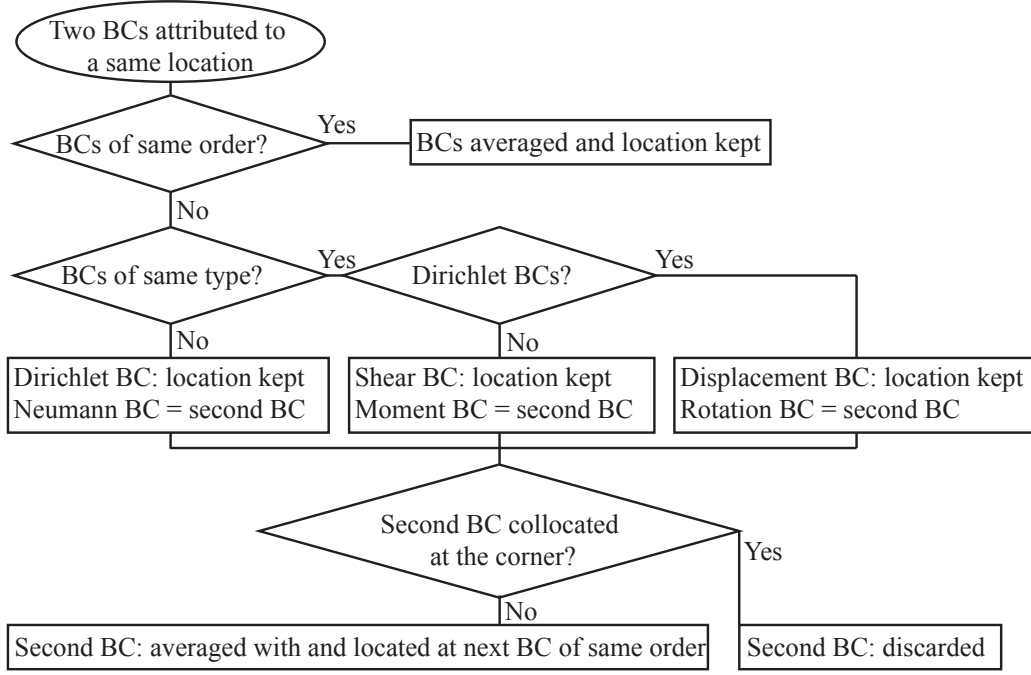 Two BCs attributed to
a same location
BCs of same order?
Yes
BCs averaged and location kept
No
BCs of same type?
Yes
Dirichlet BCs?
Yes
No
No
Dirichlet BC: location kept
Neumann BC = second BC
Shear BC: location kept
Moment BC = second BC
Displacement BC: location kept
Rotation BC = second BC
Second BC collocated
at the corner?
Yes
No
Second BC: averaged with and located at next BC of same order
Second BC: discarded